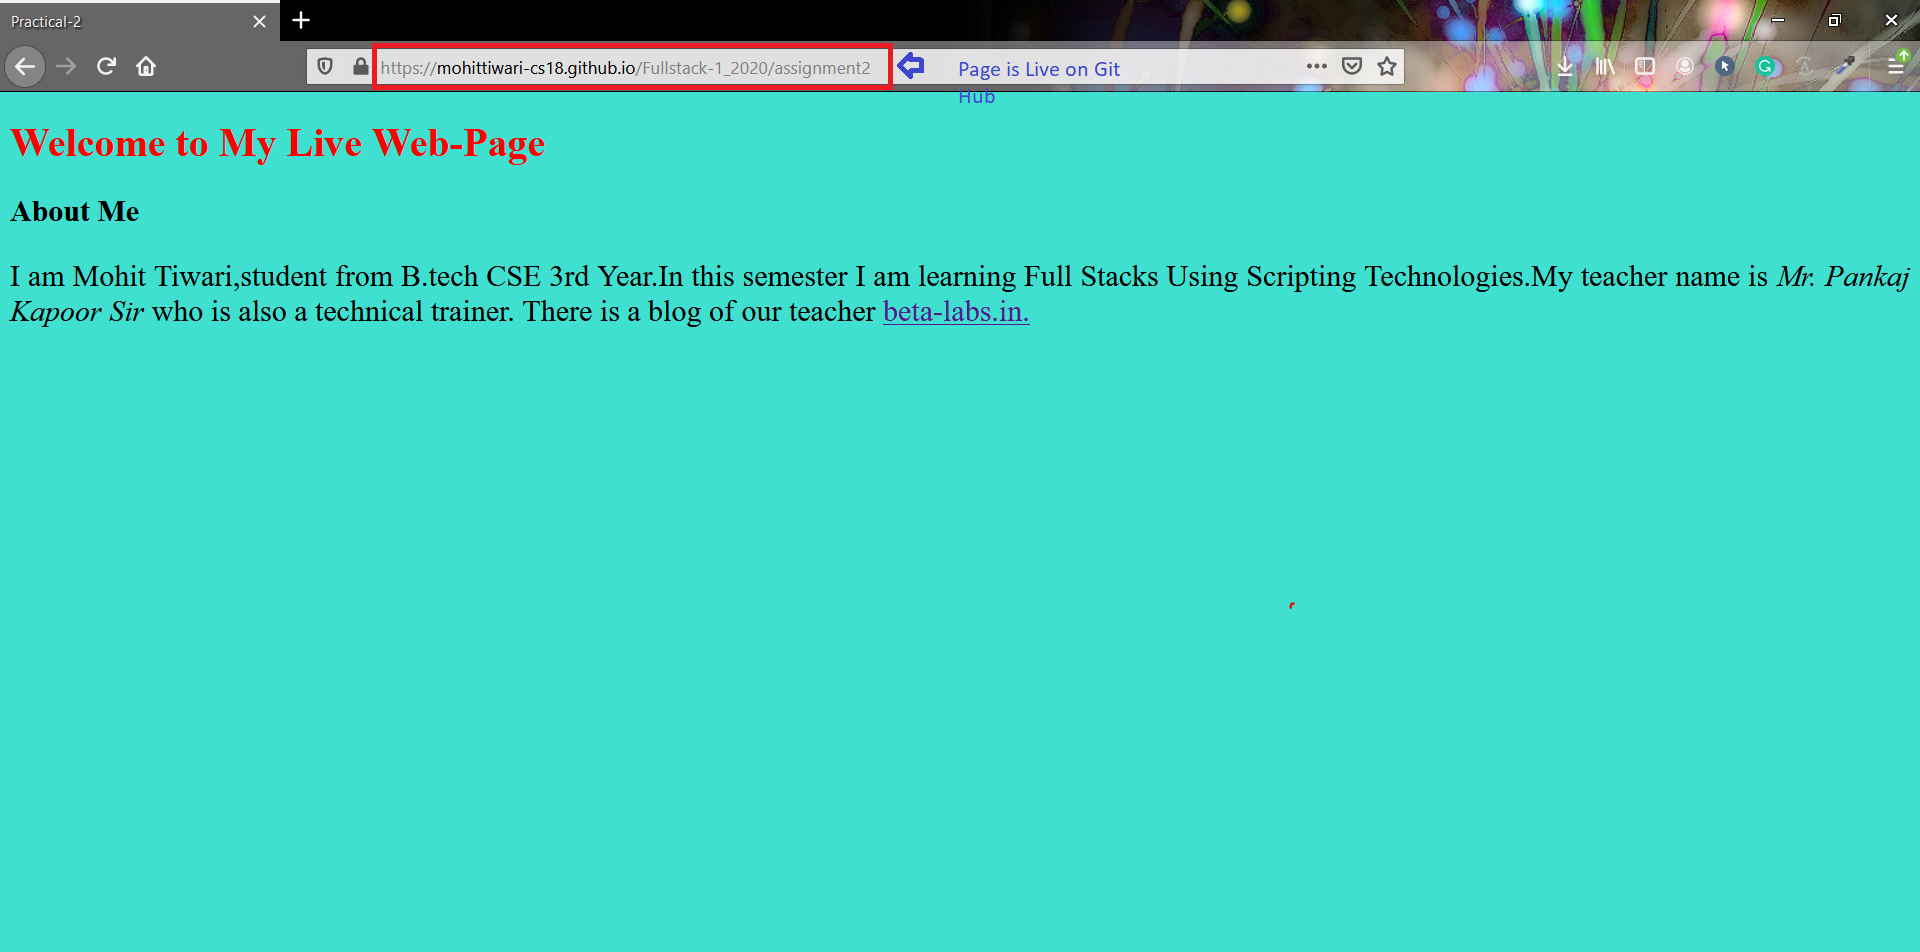 Practical-2
https://mohittiwari-cs18.github.io/Fullstack-1_2020/assignment2
Page is Live on Git
Hub
Welcome to My Live Web-Page
About Me
I am Mohit Tiwari,student from B.tech CSE 3rd Year.In this semester I am learning Full Stacks Using Scripting Technologies.My teacher name is Mr. Pankaj
Kapoor Sir who is also a technical trainer. There is a blog of our teacher beta-labs.in.